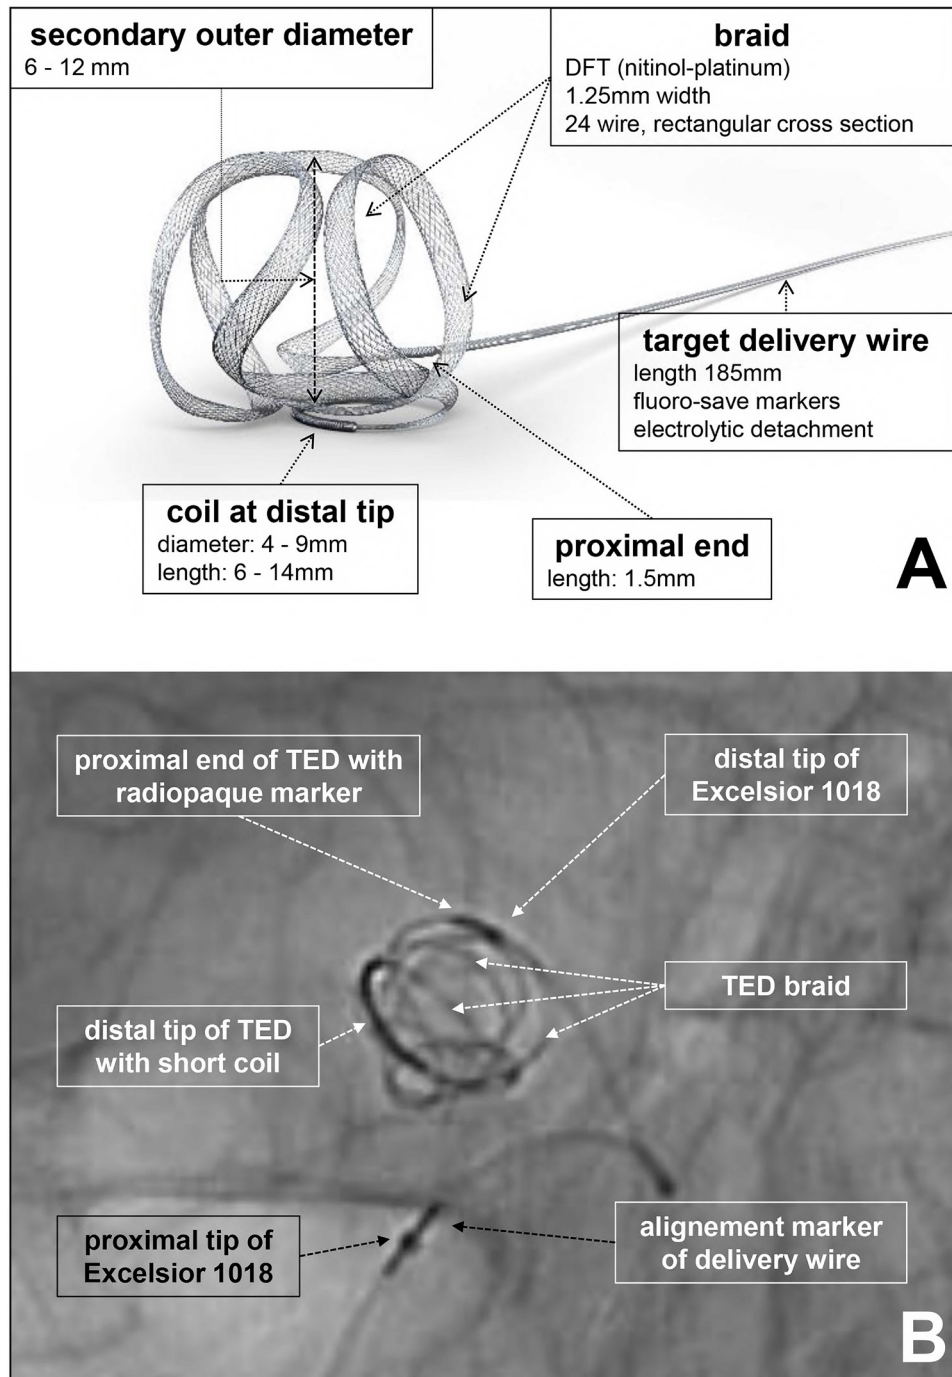 secondary outer diameter
6 - 12 mm
braid
DFT (nitinol-platinum)
1.25mm width
24 wire, rectangular cross section
target delivery wire
length 185mm
fluoro-save markers
electrolytic detachment
coil at distal tip
diameter: 4 - 9mm
length: 6 - 14mm
proximal end
length: 1.5mm
A
proximal end of TED with
radiopaque marker
distal tip of
Excelsior 1018
TED braid
distal tip of TED
with short coil
proximal tip of
Excelsior 1018
alignement marker
of delivery wire
B